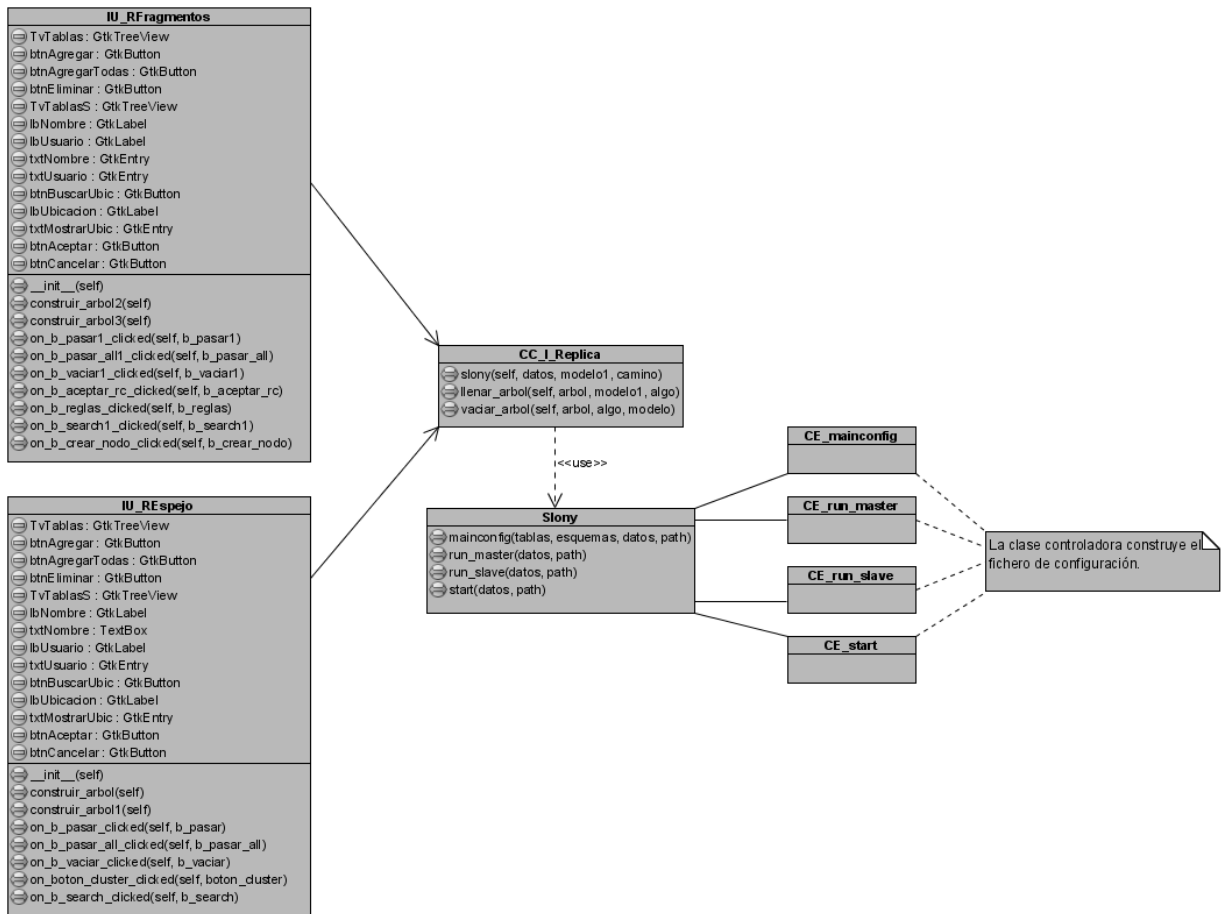 IU_RFragmentos
TvTablas : GtkTreeView
btnAgregar : GtkButton
btnAgregarTodas : GtkButton
btnEliminar : GtkButton
TvTablasS : GtkTreeView
lbNombre : GtkLabel
lbUsuario : GtkLabel
txtNombre : GtkEntry
txtUsuario : GtkEntry
btnBuscarUbic : GtkButton
lbUbicacion : GtkLabel
txtMostrarUbic : GtkEntry
btnAceptar : GtkButton
btnCancelar : GtkButton
__init__(self)
construir_arbol2(self)
construir_arbol3(self)
on_b_pasar1_clicked(self, b_pasar1)
on_b_pasar_all1_clicked(self, b_pasar_all)
on_b_vaciar1_clicked(self, b_vaciar1)
on_b_aceptar_rc_clicked(self, b_aceptar_rc)
on_b_reglas_clicked(self, b_reglas)
on_b_search1_clicked(self, b_search1)
on_b_crear_nodo_clicked(self, b_crear_nodo)
IU_REspejo
TvTablas : GtkTreeView
btnAgregar : GtkButton
btnAgregarTodas : GtkButton
btnEliminar : GtkButton
TvTablasS : GtkTreeView
lbNombre : GtkLabel
txtNombre : TextBox
lbUsuario : GtkLabel
txtUsuario : GtkEntry
btnBuscarUbic : GtkButton
lbUbicacion : GtkLabel
txtMostrarUbic : GtkEntry
btnAceptar : GtkButton
btnCancelar : GtkButton
__init__(self)
construir_arbol(self)
construir_arbol1(self)
on_b_pasar_clicked(self, b_pasar)
on_b_pasar_all_clicked(self, b_pasar_all)
on_b_vaciar_clicked(self, b_vaciar)
on_boton_cluster_clicked(self, boton_cluster)
on_b_search_clicked(self, b_search)
CC_I_Replica
slony(self, datos, modelo1, camino)
llenar_arbol(self, arbol, modelo1, algo)
vaciar_arbol(self, arbol, algo, modelo)
<<use>>
Slony
mainconfig(tablas, esquemas, datos, path)
run_master(datos, path)
run_slave(datos, path)
start(datos, path)
CE_mainconfig
CE_run_master
CE_run_slave
CE_start
La clase controladora construye el
fichero de configuración.